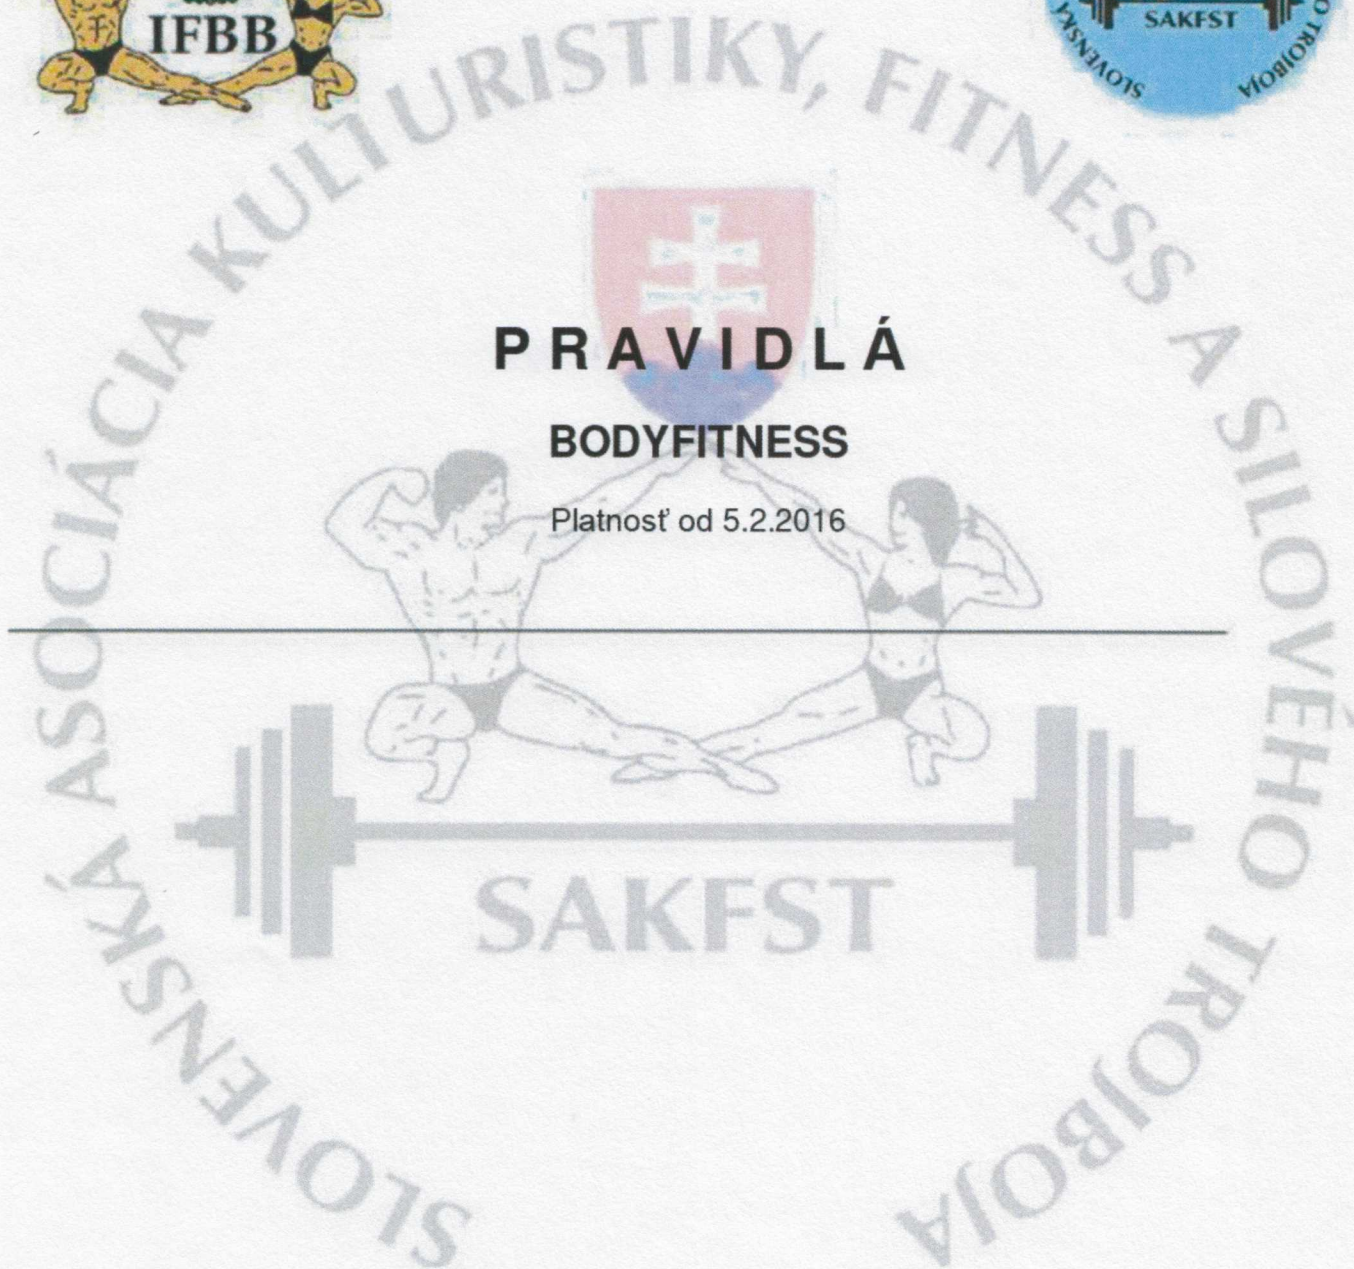 IFBB
SAKFST
SLOVENSKÁ
O TROJBOJA
SLOVENSKÁ ASOCIÁCIA KULTURISTIKY, FITNESS A SILOVÉHO TROJBOJA
P R A V I D L Á
BODYFITNESS
Platnosť od 5.2.2016
SAKFST